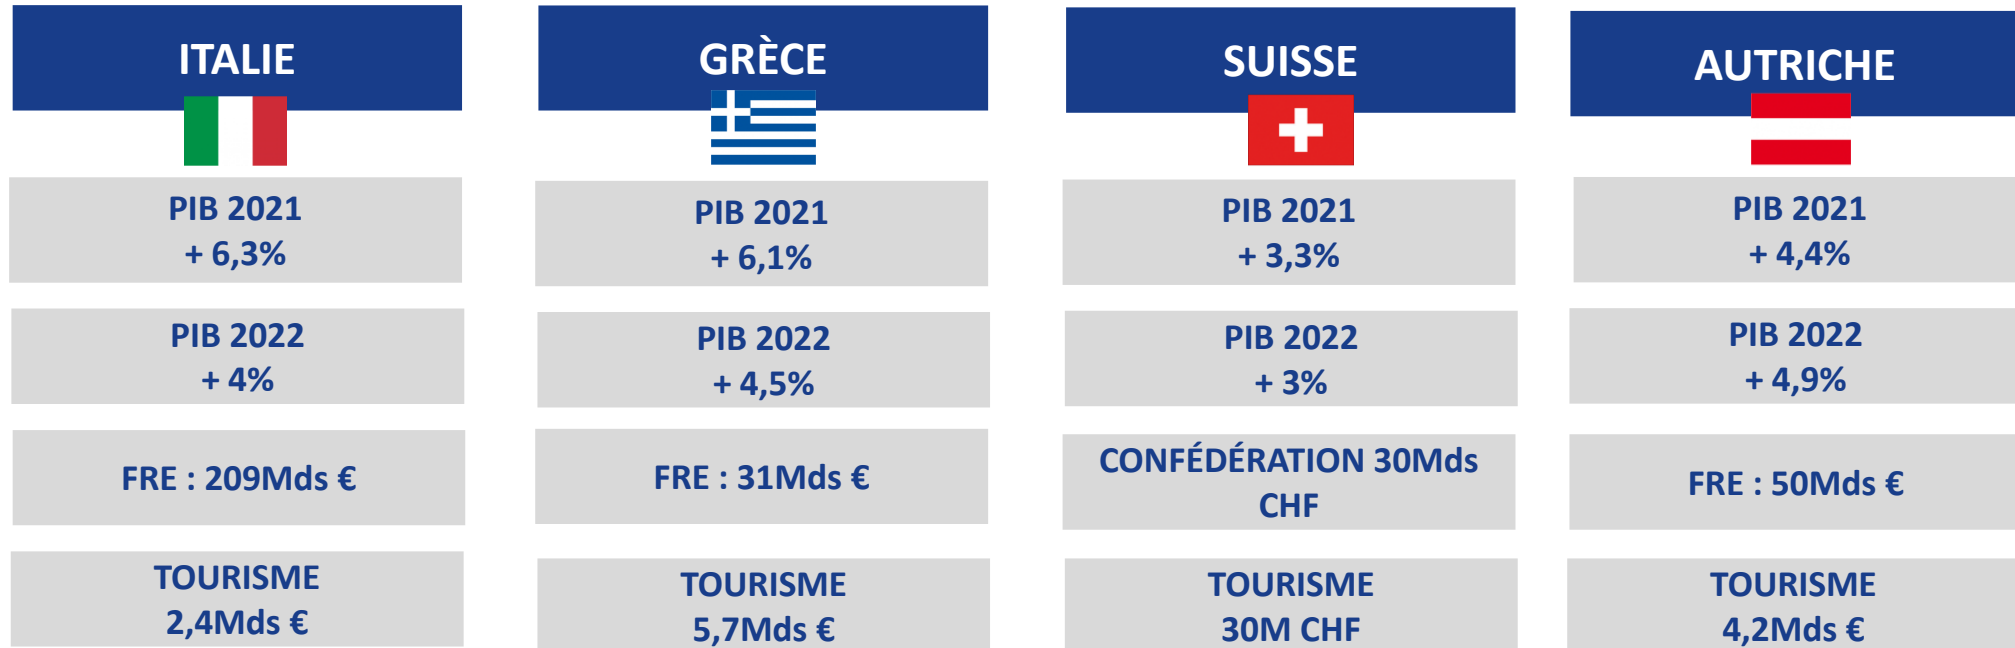 ITALIE
PIB 2021
+ 6,3%
PIB 2022
+ 4%
FRE : 209Mds €
TOURISME
2,4Mds €
GRÈCE
PIB 2021
+ 6,1%
PIB 2022
+ 4,5%
FRE : 31Mds €
TOURISME
5,7Mds €
SUISSE
PIB 2021
+ 3,3%
PIB 2022
+ 3%
CONFÉDÉRATION 30Mds
CHF
TOURISME
30M CHF
AUTRICHE
PIB 2021
+ 4,4%
PIB 2022
+ 4,9%
FRE : 50Mds €
TOURISME
4,2Mds €